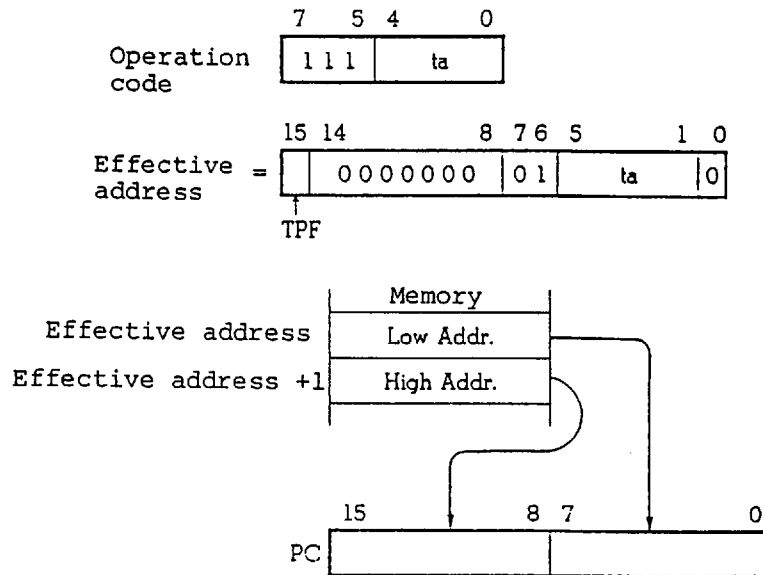 7 5 4 0
Operation code 1 1 1 ta
15 14 8 7 6 5 1 0
Effective address = 0 0 0 0 0 0 0 0 1 ta 0
TPF
Memory
Effective address Low Addr.
Effective address +1 High Addr.
15 8 7 0
PC